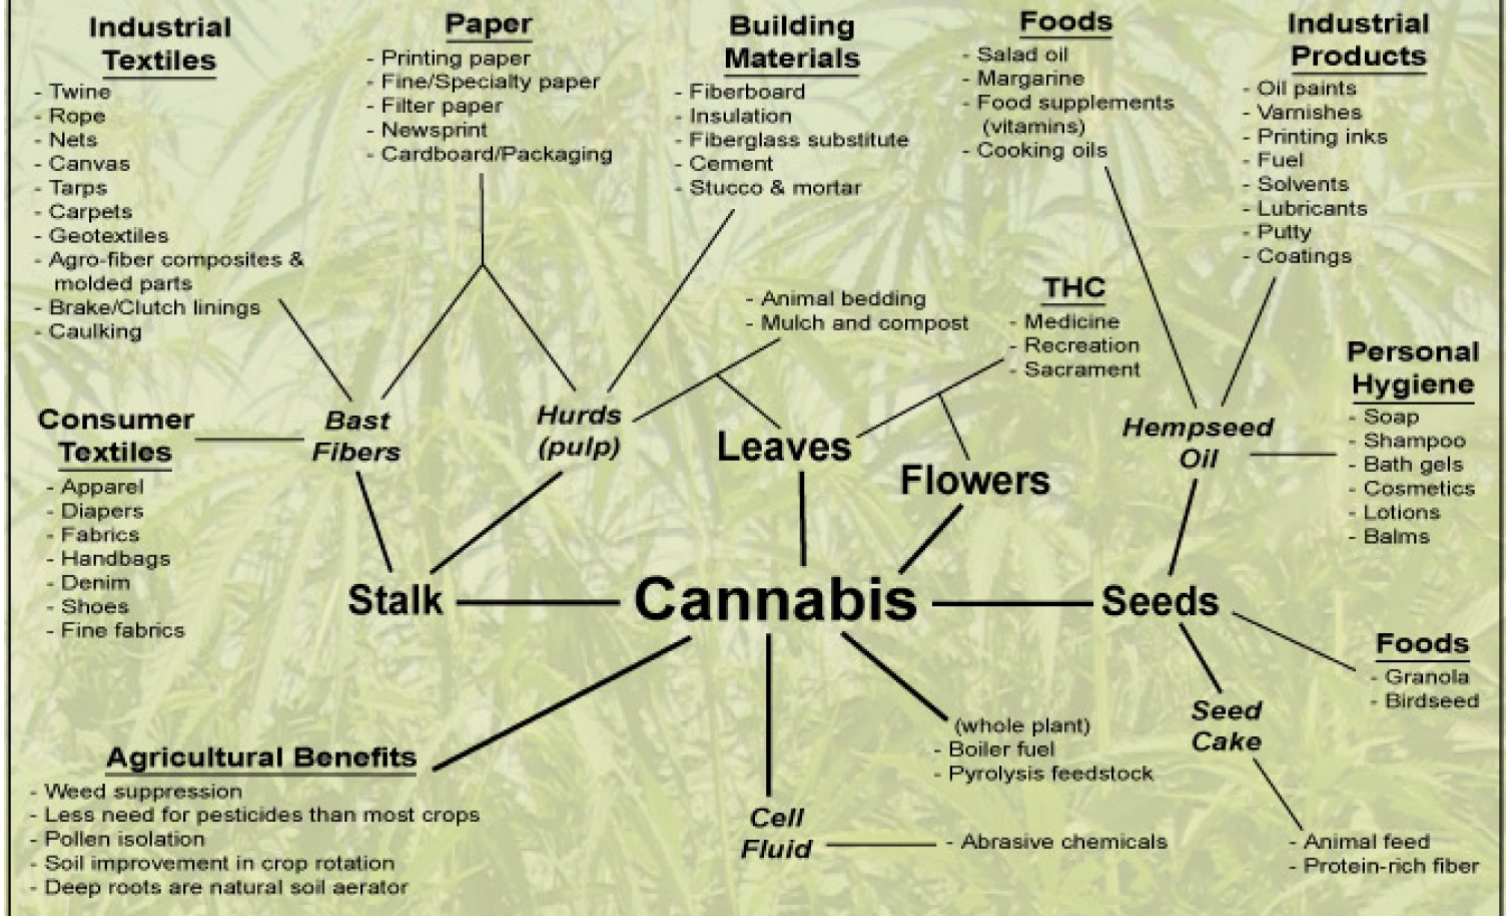 Industrial
Textiles
- Twine
- Rope
- Nets
- Canvas
- Tarps
- Carpets
- Geotextiles
- Agro-fiber composites &
molded parts
- Brake/Clutch linings
- Caulking
Paper
- Printing paper
- Fine/Specialty paper
- Filter paper
- Newsprint
- Cardboard/Packaging
Building
Materials
- Fiberboard
- Insulation
- Fiberglass substitute
- Cement
- Stucco & mortar
Foods
- Salad oil
- Margarine
- Food supplements
(vitamins)
- Cooking oils
Industrial
Products
- Oil paints
- Varnishes
- Printing inks
- Fuel
- Solvents
- Lubricants
- Putty
- Coatings
- Animal bedding
- Mulch and compost
THC
- Medicine
- Recreation
- Sacrament
Personal
Hygiene
- Soap
- Shampoo
- Bath gels
- Cosmetics
- Lotions
- Balms
Consumer
Textiles
- Apparel
- Diapers
- Fabrics
- Handbags
- Denim
- Shoes
- Fine fabrics
Bast
Fibers
Hurds
(pulp)
Leaves
Flowers
Hempseed
Oil
Stalk
Cannabis
Seeds
Foods
- Granola
- Birdseed
Seed
Cake
(whole plant)
- Boiler fuel
- Pyrolysis feedstock
Agricultural Benefits
- Weed suppression
- Less need for pesticides than most crops
- Pollen isolation
- Soil improvement in crop rotation
- Deep roots are natural soil aerator
Cell
Fluid
- Abrasive chemicals
- Animal feed
- Protein-rich fiber